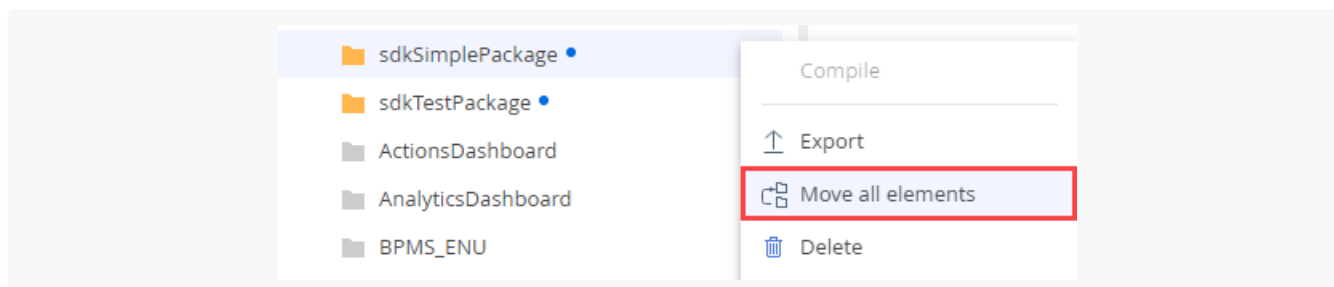 sdkSimplePackage
sdkTestPackage
ActionsDashboard
AnalyticsDashboard
BPMS_ENU
Compile
Export
Move all elements
Delete